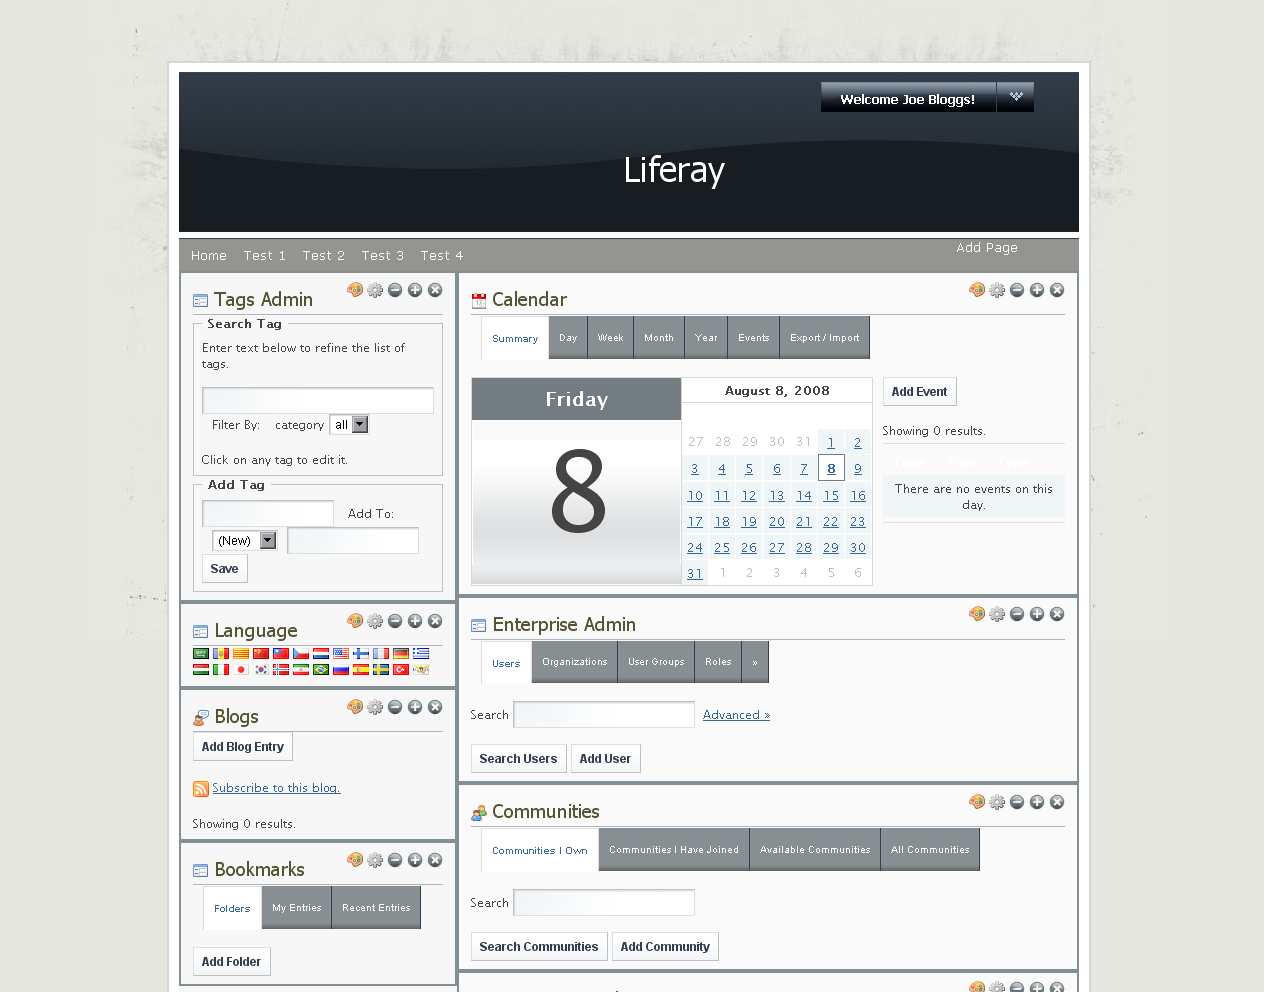 Welcome Joe Bloggs!
Liferay
Home Test 1 Test 2 Test 3 Test 4
Add Page
Tags Admin
Search Tag
Enter text below to refine the list of
tags.
Filter By: category all
Click on any tag to edit it.
Add Tag
Add To:
(New)
Save
Language
Blogs
Add Blog Entry
Subscribe to this blog.
Showing 0 results.
Bookmarks
Folders My Entries Recent Entries
Add Folder
Calendar
Summary Day Week Month Year Events Export / Import
Friday
8
August 8, 2008
27 28 29 30 31 1 2
3 4 5 6 7 8 9
10 11 12 13 14 15 16
17 18 19 20 21 22 23
24 25 26 27 28 29 30
31 1 2 3 4 5 6
Add Event
Showing 0 results.
Time Title Type
There are no events on this
day.
Enterprise Admin
Users Organizations User Groups Roles »
Search Advanced »
Search Users Add User
Communities
Communities I Own Communities I Have Joined Available Communities All Communities
Search
Search Communities Add Community